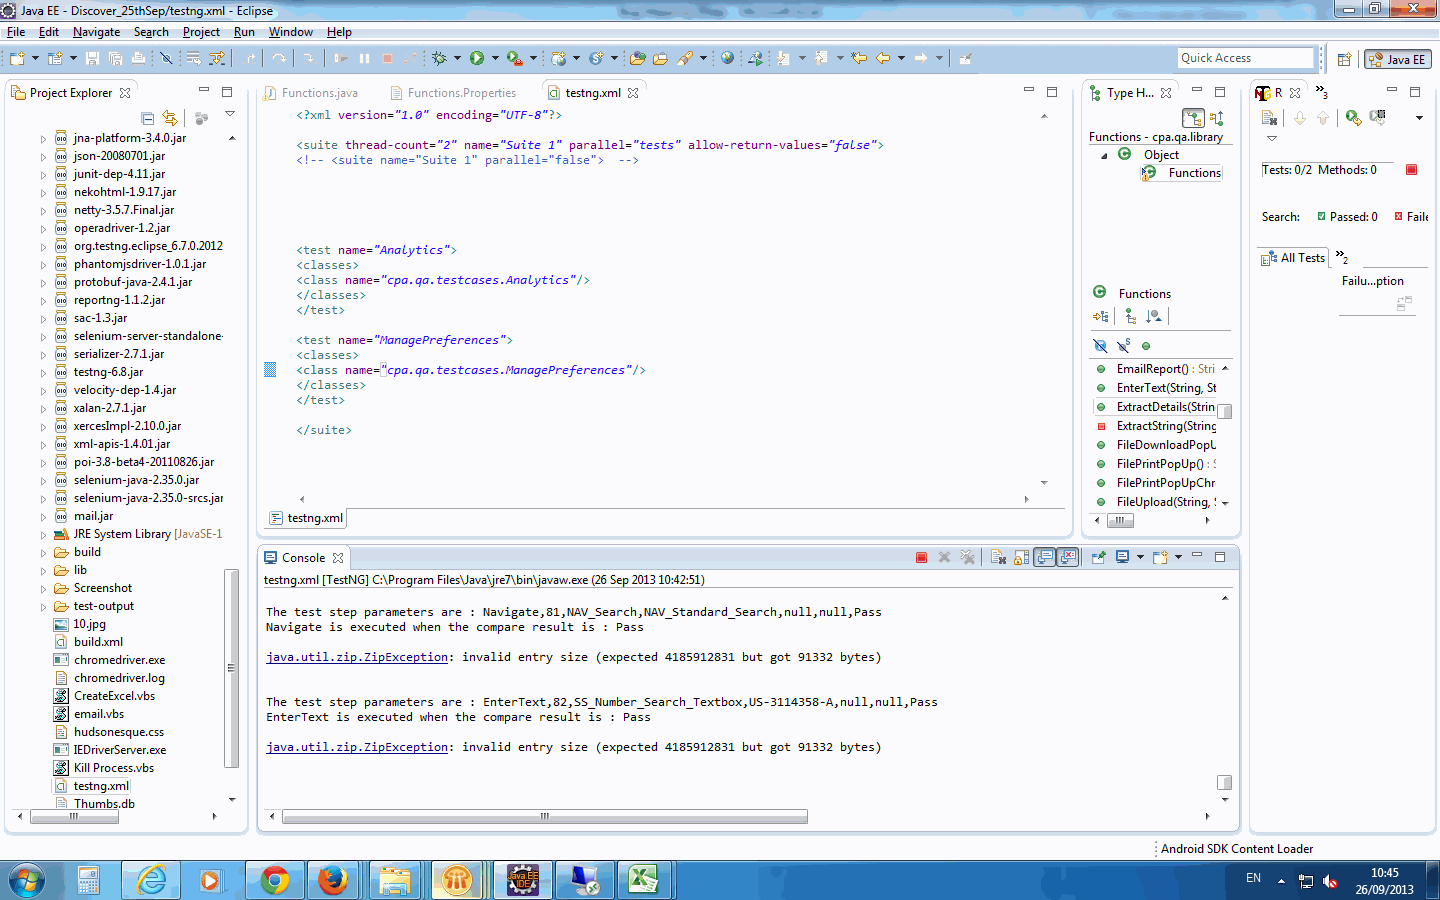 Java EE - Discover_25thSep/testng.xml - Eclipse
File Edit Navigate Search Project Run Window Help
Quick Access
Java EE
Project Explorer
jna-platform-3.4.0.jar
json-20080701.jar
junit-dep-4.11.jar
nekohtml-1.9.17.jar
netty-3.5.7.Final.jar
operadriver-1.2.jar
org.testng.eclipse_6.7.0.2012
phantomjsdriver-1.0.1.jar
protobuf-java-2.4.1.jar
reportng-1.1.2.jar
sac-1.3.jar
selenium-server-standalone-
serializer-2.7.1.jar
testng-6.8.jar
velocity-dep-1.4.jar
xalan-2.7.1.jar
xercesImpl-2.10.0.jar
xml-apis-1.4.01.jar
poi-3.8-beta4-20110826.jar
selenium-java-2.35.0.jar
selenium-java-2.35.0-srcs.jar
mail.jar
JRE System Library [JavaSE-1
build
lib
Screenshot
test-output
10.jpg
build.xml
chromedriver.exe
chromedriver.log
CreateExcel.vbs
email.vbs
hudsonesque.css
IEDriverServer.exe
Kill Process.vbs
testng.xml
Thumbs.db
Functions.java Functions.Properties testng.xml
<?xml version="1.0" encoding="UTF-8"?>
<suite thread-count="2" name="Suite 1" parallel="tests" allow-return-values="false">
<!-- <suite name="Suite 1" parallel="false">  -->
<test name="Analytics">
<classes>
<class name="cpa.qa.testcases.Analytics"/>
</classes>
</test>
<test name="ManagePreferences">
<classes>
<class name="cpa.qa.testcases.ManagePreferences"/>
</classes>
</test>
</suite>
testng.xml
Type H...
Functions - cpa.qa.library
Object
Functions
Functions
EmailReport() : Stri
EnterText(String, St
ExtractDetails(Strin
ExtractString(String
FileDownloadPopU
FilePrintPopUp() : S
FilePrintPopUpChr
FileUpload(String, S
R
3
Tests: 0/2 Methods: 0
Search: Passed: 0 Faile
All Tests 2
Failu...ption
Console
testng.xml [TestNG] C:\Program Files\Java\jre7\bin\javaw.exe (26 Sep 2013 10:42:51)
The test step parameters are : Navigate,81,NAV_Search,NAV_Standard_Search,null,null,Pass
Navigate is executed when the compare result is : Pass
java.util.zip.ZipException: invalid entry size (expected 4185912831 but got 91332 bytes)
The test step parameters are : EnterText,82,SS_Number_Search_Textbox,US-3114358-A,null,null,Pass
EnterText is executed when the compare result is : Pass
java.util.zip.ZipException: invalid entry size (expected 4185912831 but got 91332 bytes)
Android SDK Content Loader
Java EE
IDE
EN
10:45
26/09/2013